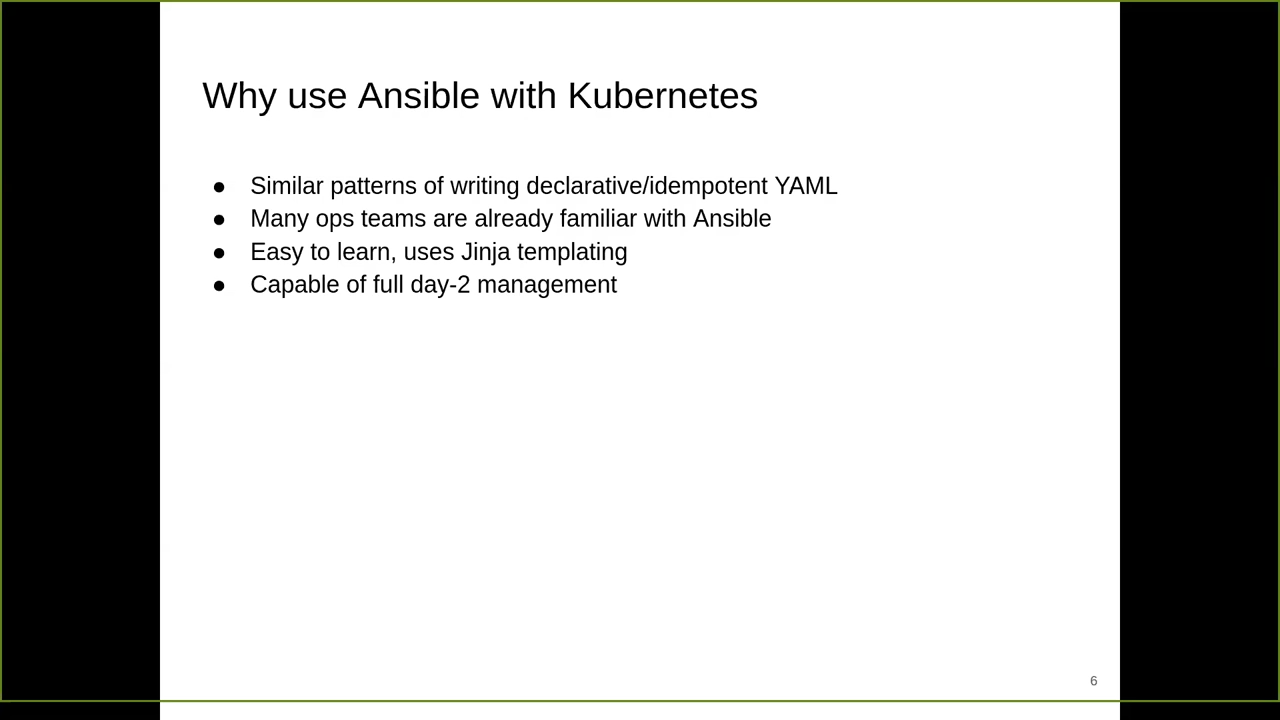 Why use Ansible with Kubernetes
● Similar patterns of writing declarative/idempotent YAML
● Many ops teams are already familiar with Ansible
● Easy to learn, uses Jinja templating
● Capable of full day-2 management
6